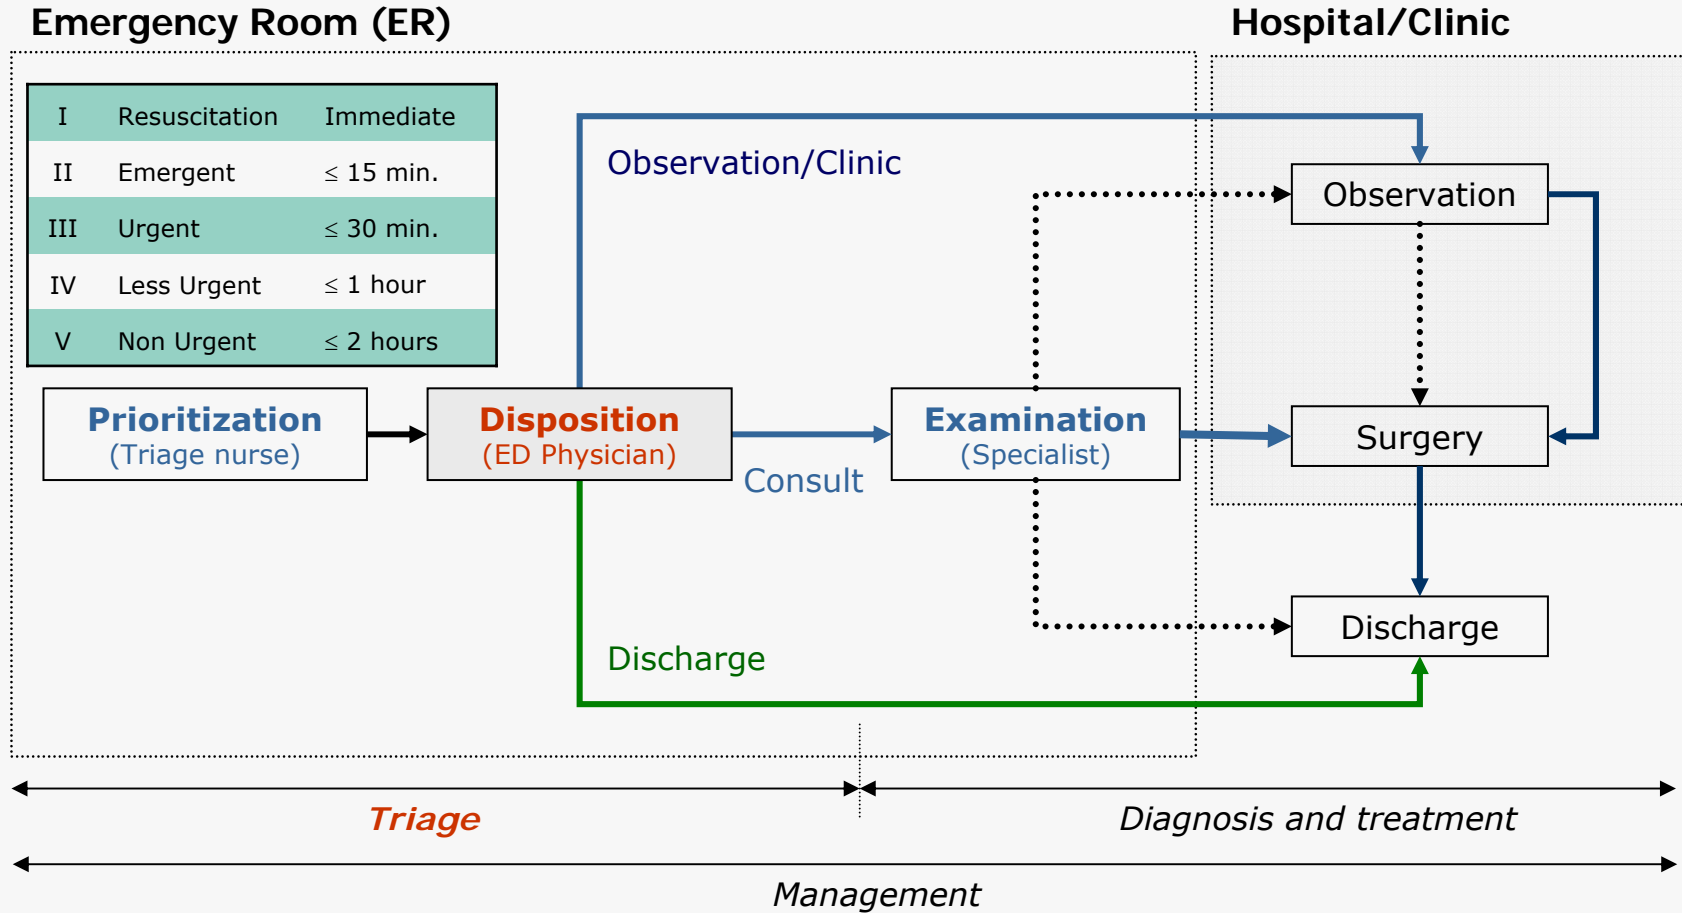 Emergency Room (ER)
Hospital/Clinic
I Resuscitation Immediate
II Emergent ≤ 15 min.
III Urgent ≤ 30 min.
IV Less Urgent ≤ 1 hour
V Non Urgent ≤ 2 hours
Observation/Clinic
Observation
Prioritization
(Triage nurse)
Disposition
(ED Physician)
Consult
Examination
(Specialist)
Surgery
Discharge
Discharge
Triage
Diagnosis and treatment
Management